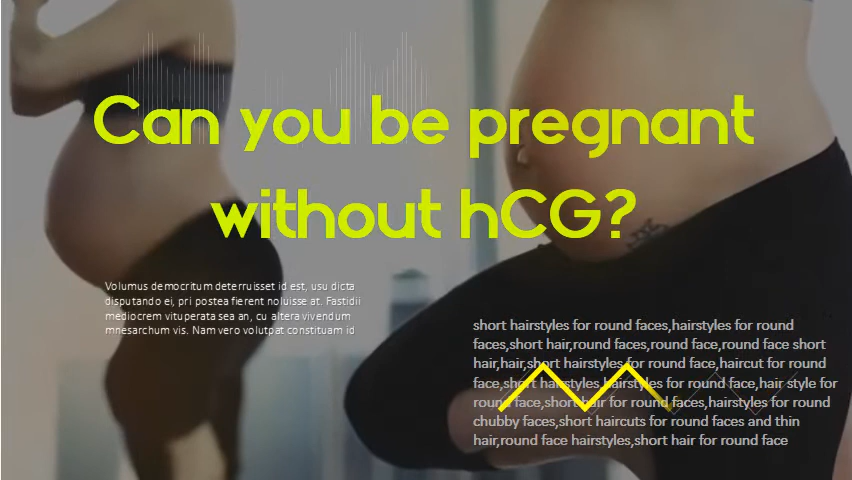 Can you be pregnant
without hCG?
Volumus democritum deterruisset id est, usu dicta
disputando ei, pri postea fierent noluisse at. Fastidii
mediocrem vituperata sea an, cu altera vivendum
mnesarchum vis. Nam vero volutpat constituam id
short hairstyles for round faces,hairstyles for round
faces,short hair,round faces,round face,round face short
hair,hair,short hairstyles for round face,haircut for round
face,short hairstyles,hairstyles for round face,hair style for
round face,short hair for round faces,hairstyles for round
chubby faces,short haircuts for round faces and thin
hair,round face hairstyles,short hair for round face